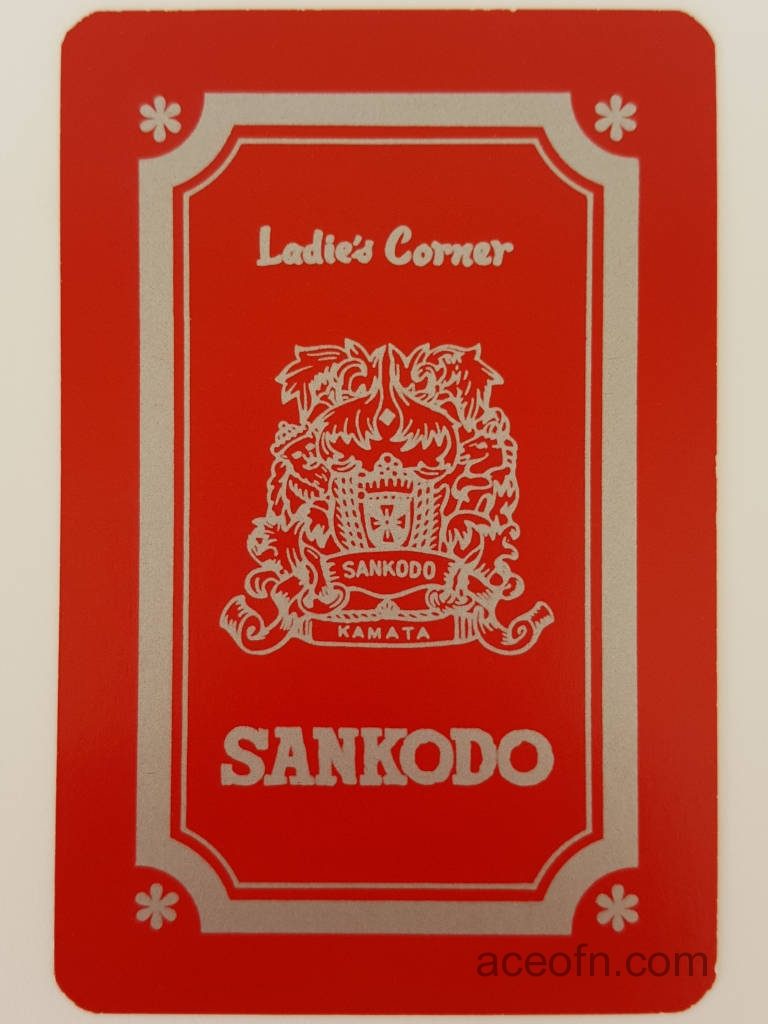 Ladie's Corner
SANKODO
KAMATA
SANKODO
aceofn.com